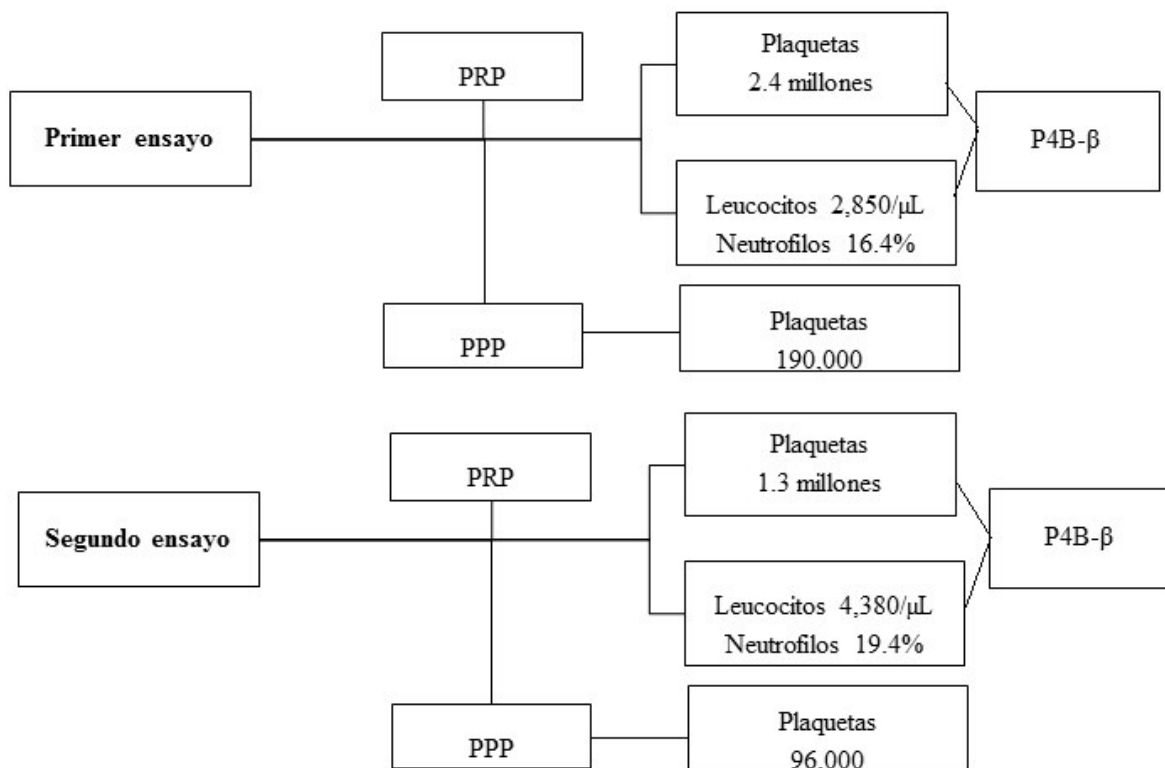 PRP
Plaquetas
2.4 millones
Primer ensayo
P4B-β
Leucocitos 2,850/μL
Neutrofilos 16.4%
PPP
Plaquetas
190,000
PRP
Plaquetas
1.3 millones
Segundo ensayo
P4B-β
Leucocitos 4,380/μL
Neutrofilos 19.4%
PPP
Plaquetas
96,000